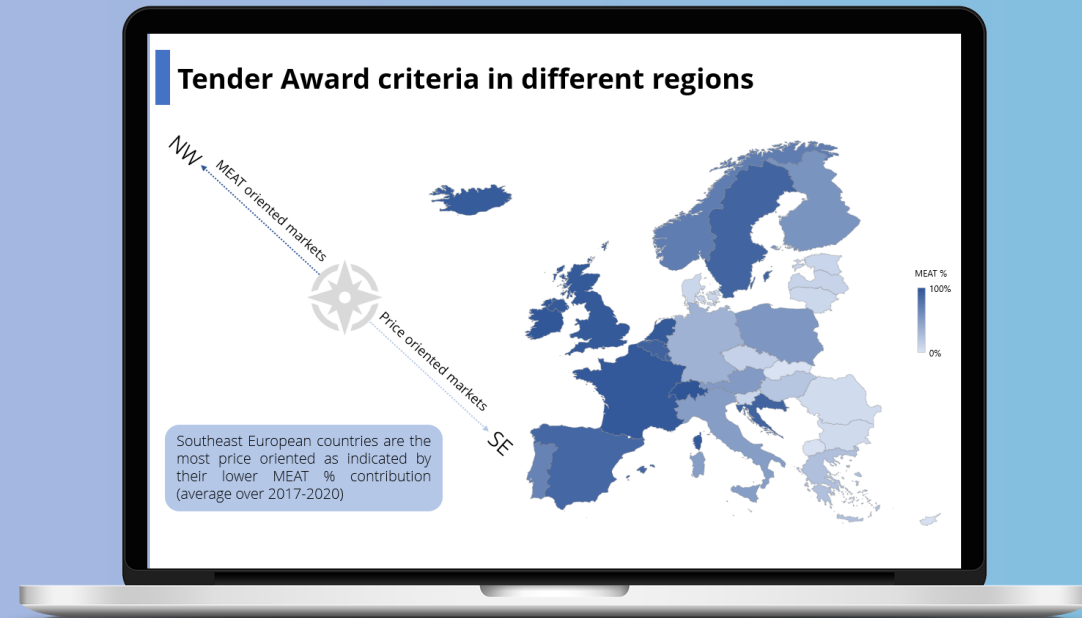 Tender Award criteria in different regions
NW
MEAT oriented markets
Price oriented markets
SE
MEAT %
100%
0%
Southeast European countries are the
most price oriented as indicated by
their lower MEAT % contribution
(average over 2017-2020)